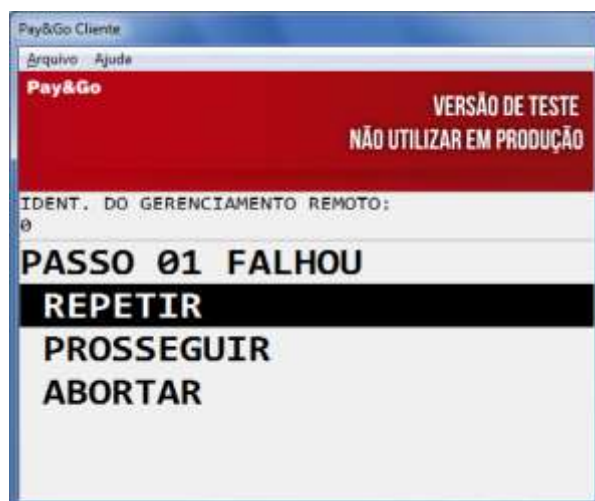 Pay&Go Cliente
Arquivo Ajuda
Pay&Go
VERSÃO DE TESTE
NÃO UTILIZAR EM PRODUÇÃO
IDENT. DO GERENCIAMENTO REMOTO:
0
PASSO 01 FALHOU
REPETIR
PROSSEGUIR
ABORTAR